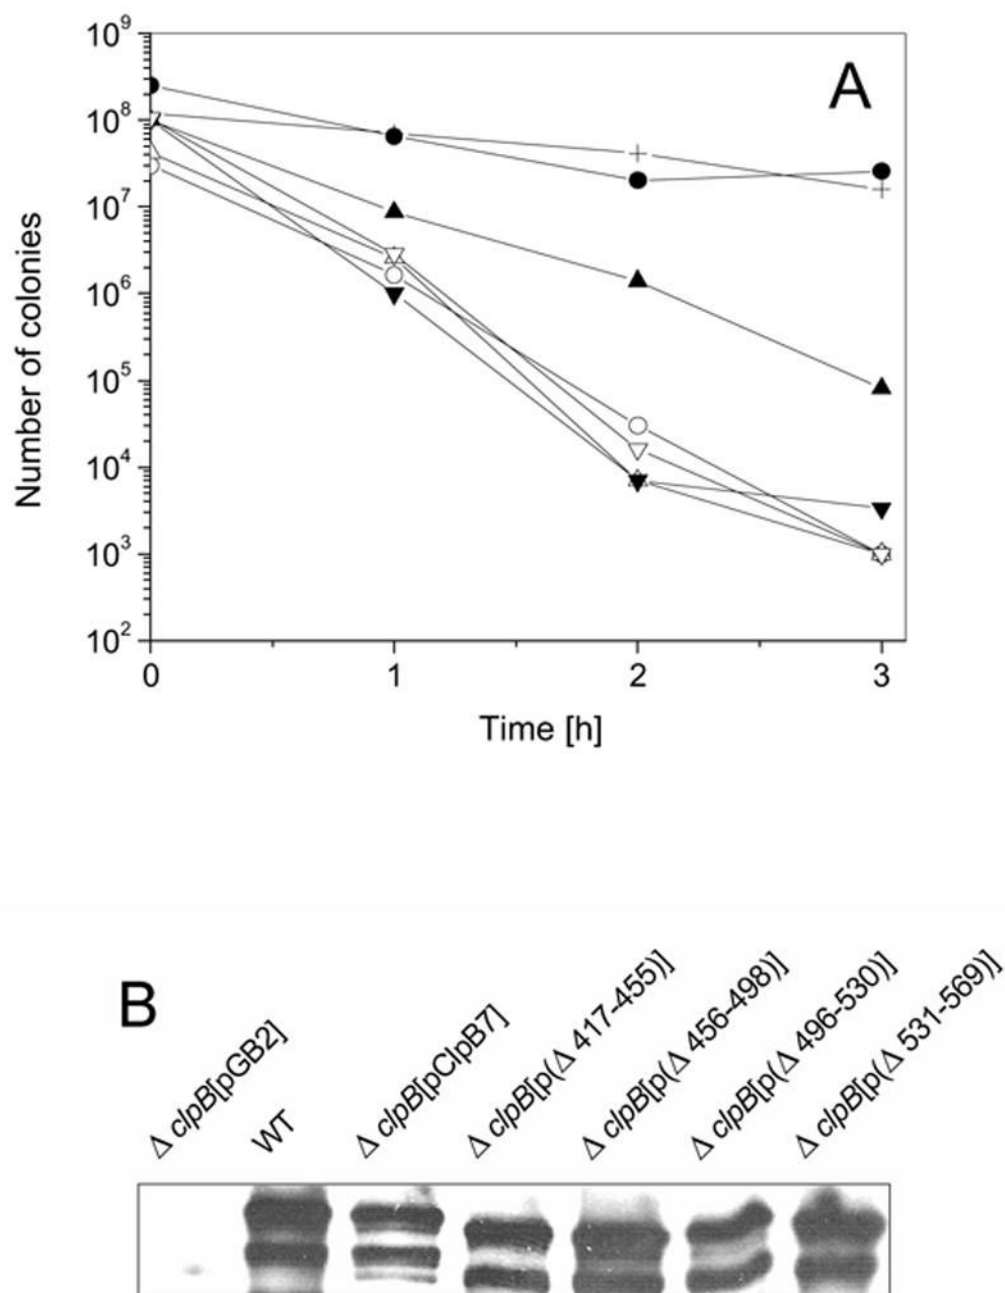 A
10⁹
10⁸
10⁷
10⁶
10⁵
10⁴
10³
10²
Number of colonies
0 1 2 3
Time [h]
B
Δ clpB[pGB2]
WT
Δ clpB[pClpB7]
Δ clpB[p(Δ 417-455)]
Δ clpB[p(Δ 456-498)]
Δ clpB[p(Δ 496-530)]
Δ clpB[p(Δ 531-569)]